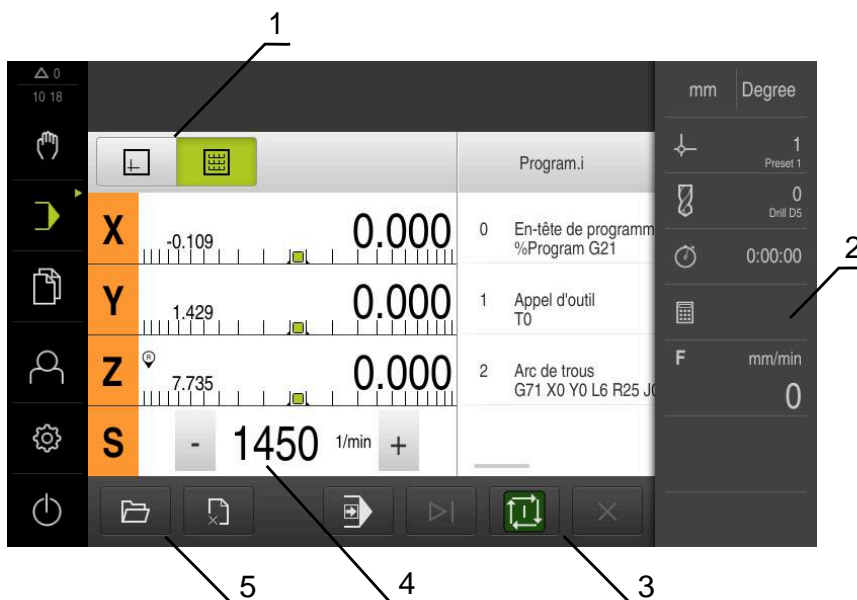 1
0
10 18
mm Degree
1
Preset 1
0
Drill D5
0:00:00
2
F mm/min
0
Program.i
X -0.109 0.000
Y 1.429 0.000
Z R 7.735 0.000
S - 1450 1/min +
0 En-tête de programm
%Program G21
1 Appel d'outil
T0
2 Arc de trous
G71 X0 Y0 L6 R25 J
5
4
3